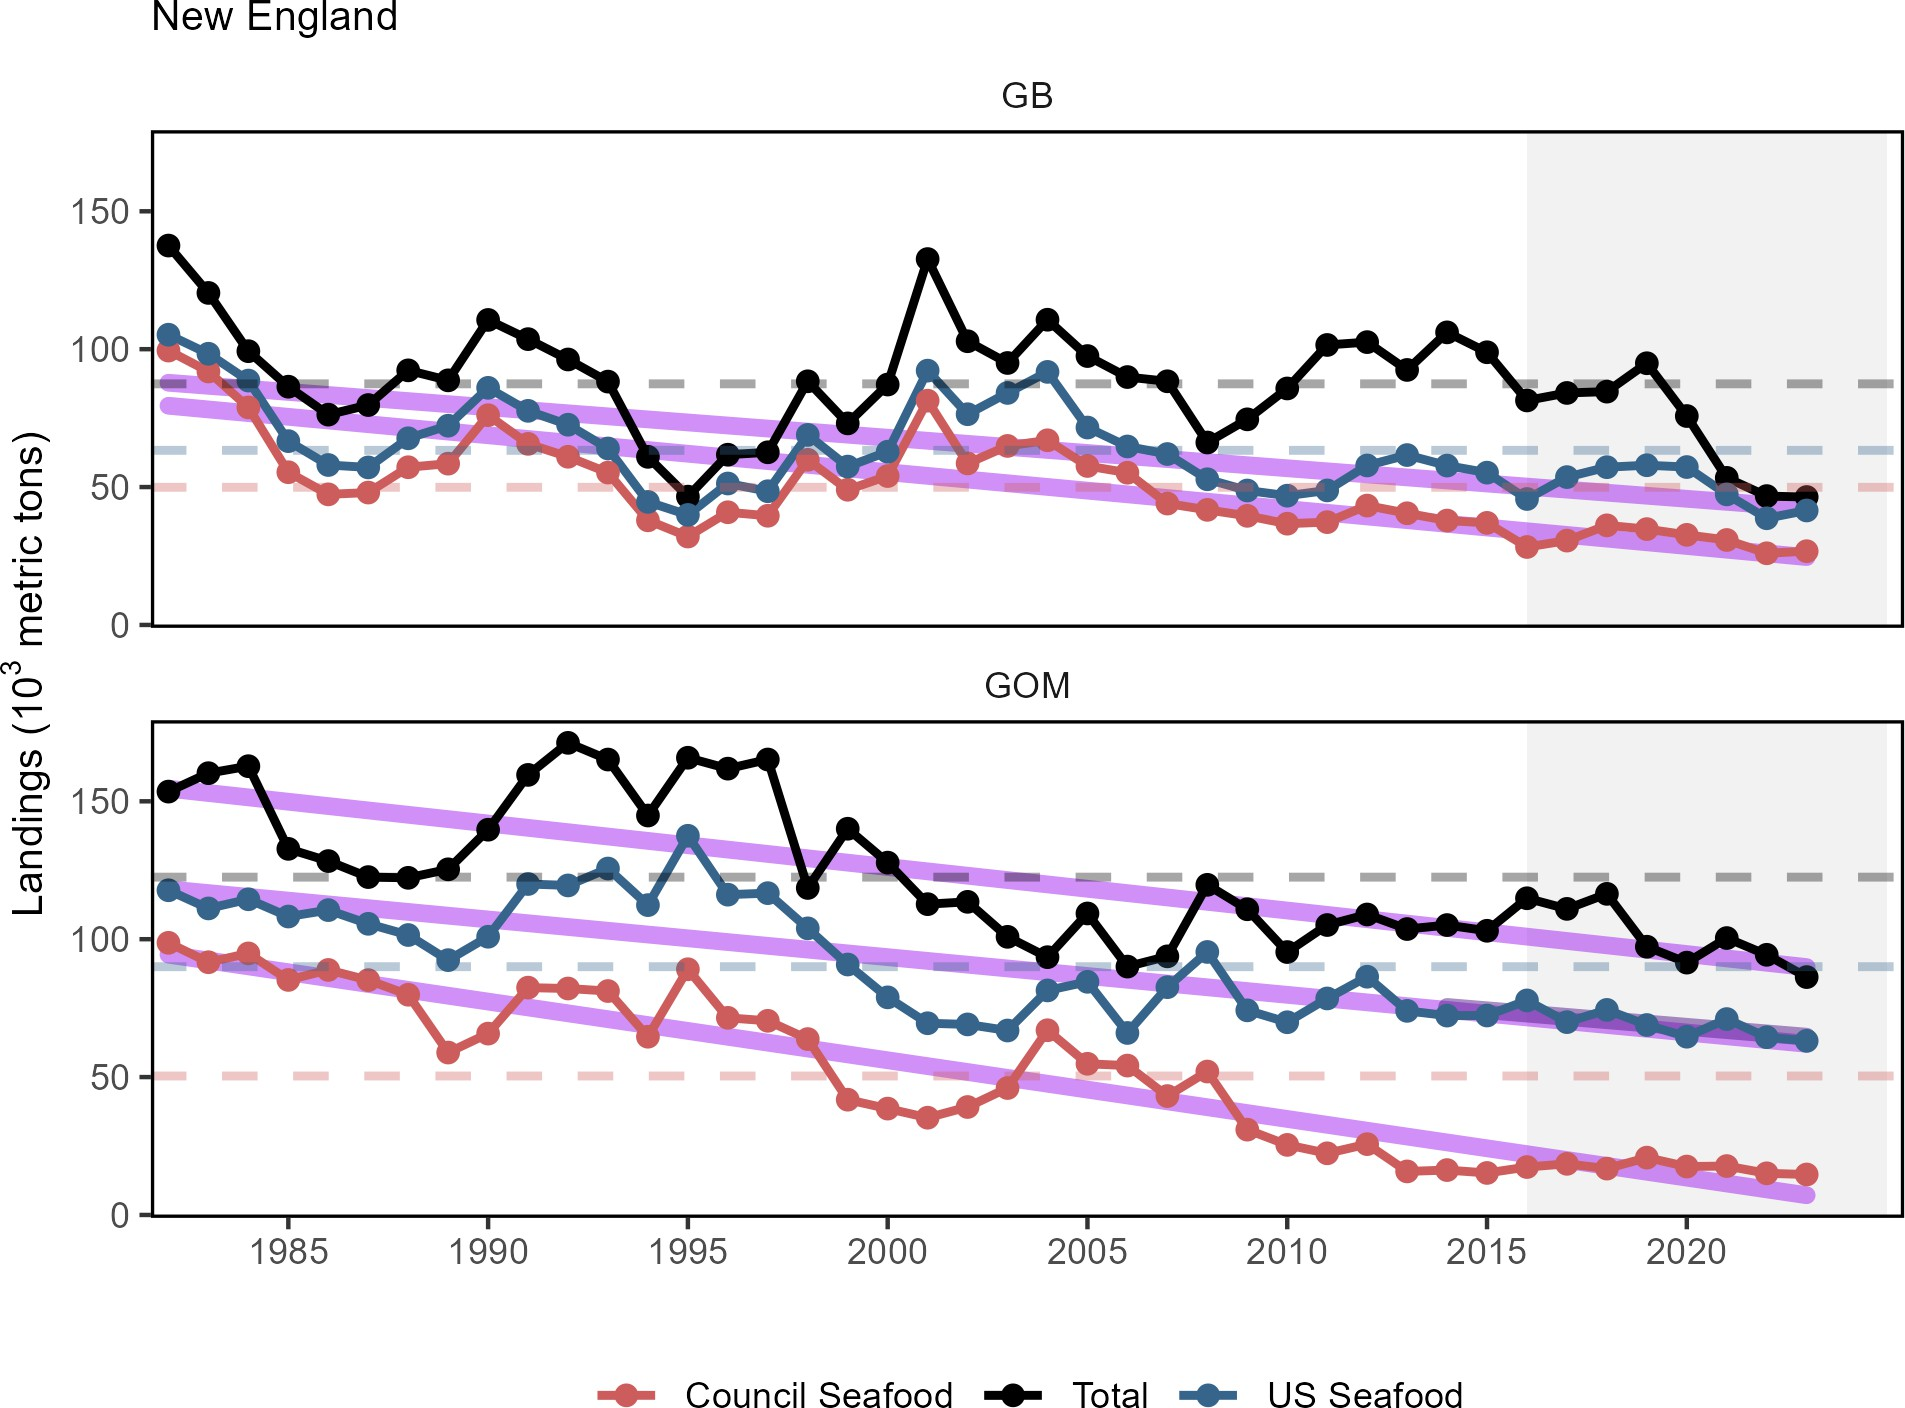 New England
GB
150
100
50
0
Landings (10³ metric tons)
GOM
150
100
50
0
1985 1990 1995 2000 2005 2010 2015 2020
Council Seafood Total US Seafood